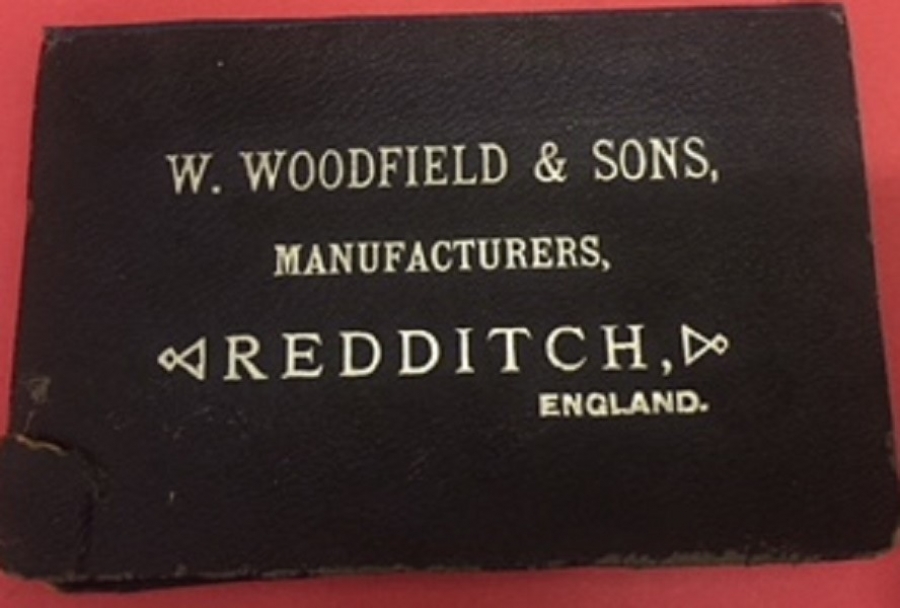 W. WOODFIELD & SONS,
MANUFACTURERS,
REDDITCH,
ENGLAND.